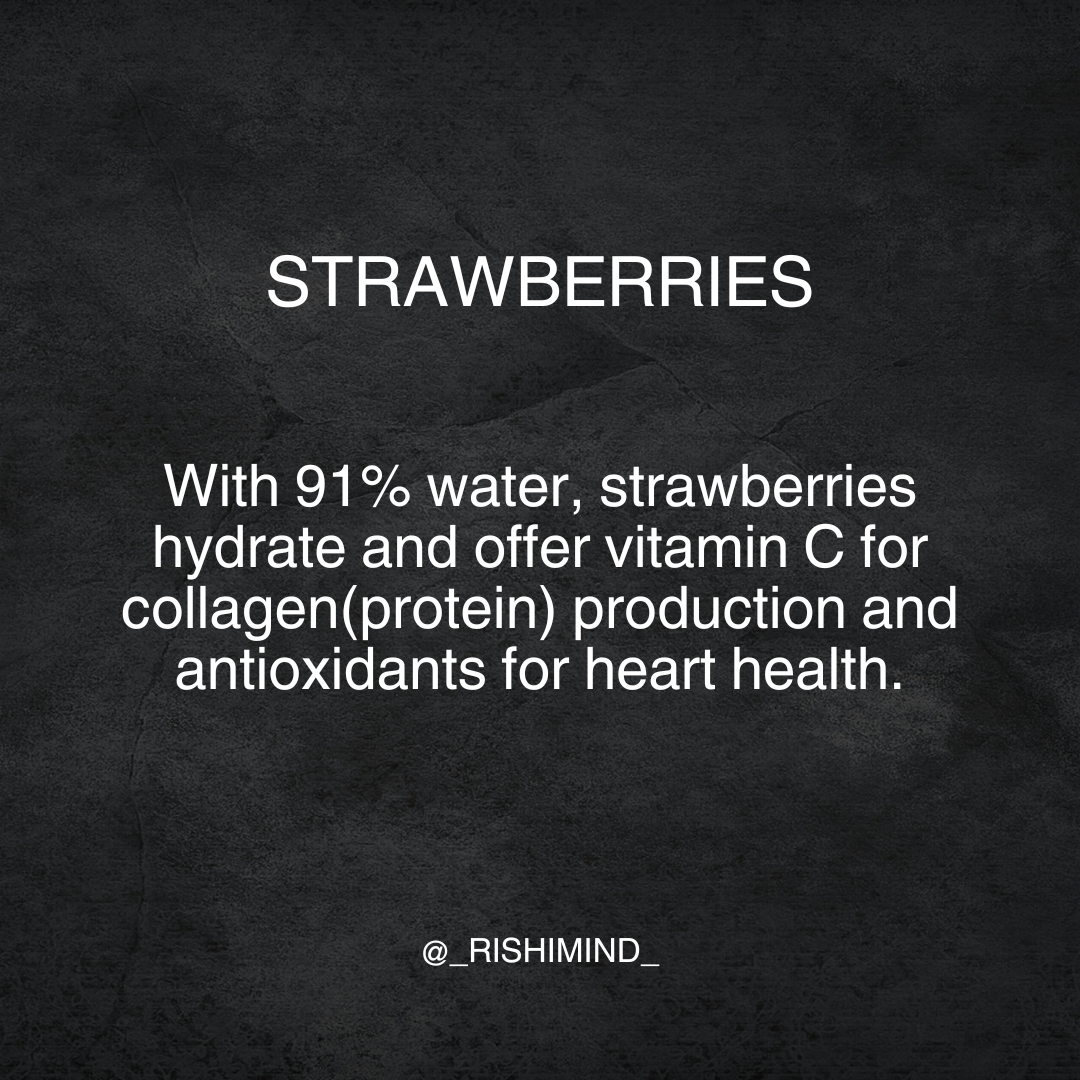 STRAWBERRIES
With 91% water, strawberries
hydrate and offer vitamin C for
collagen(protein) production and
antioxidants for heart health.
@_RISHIMIND_